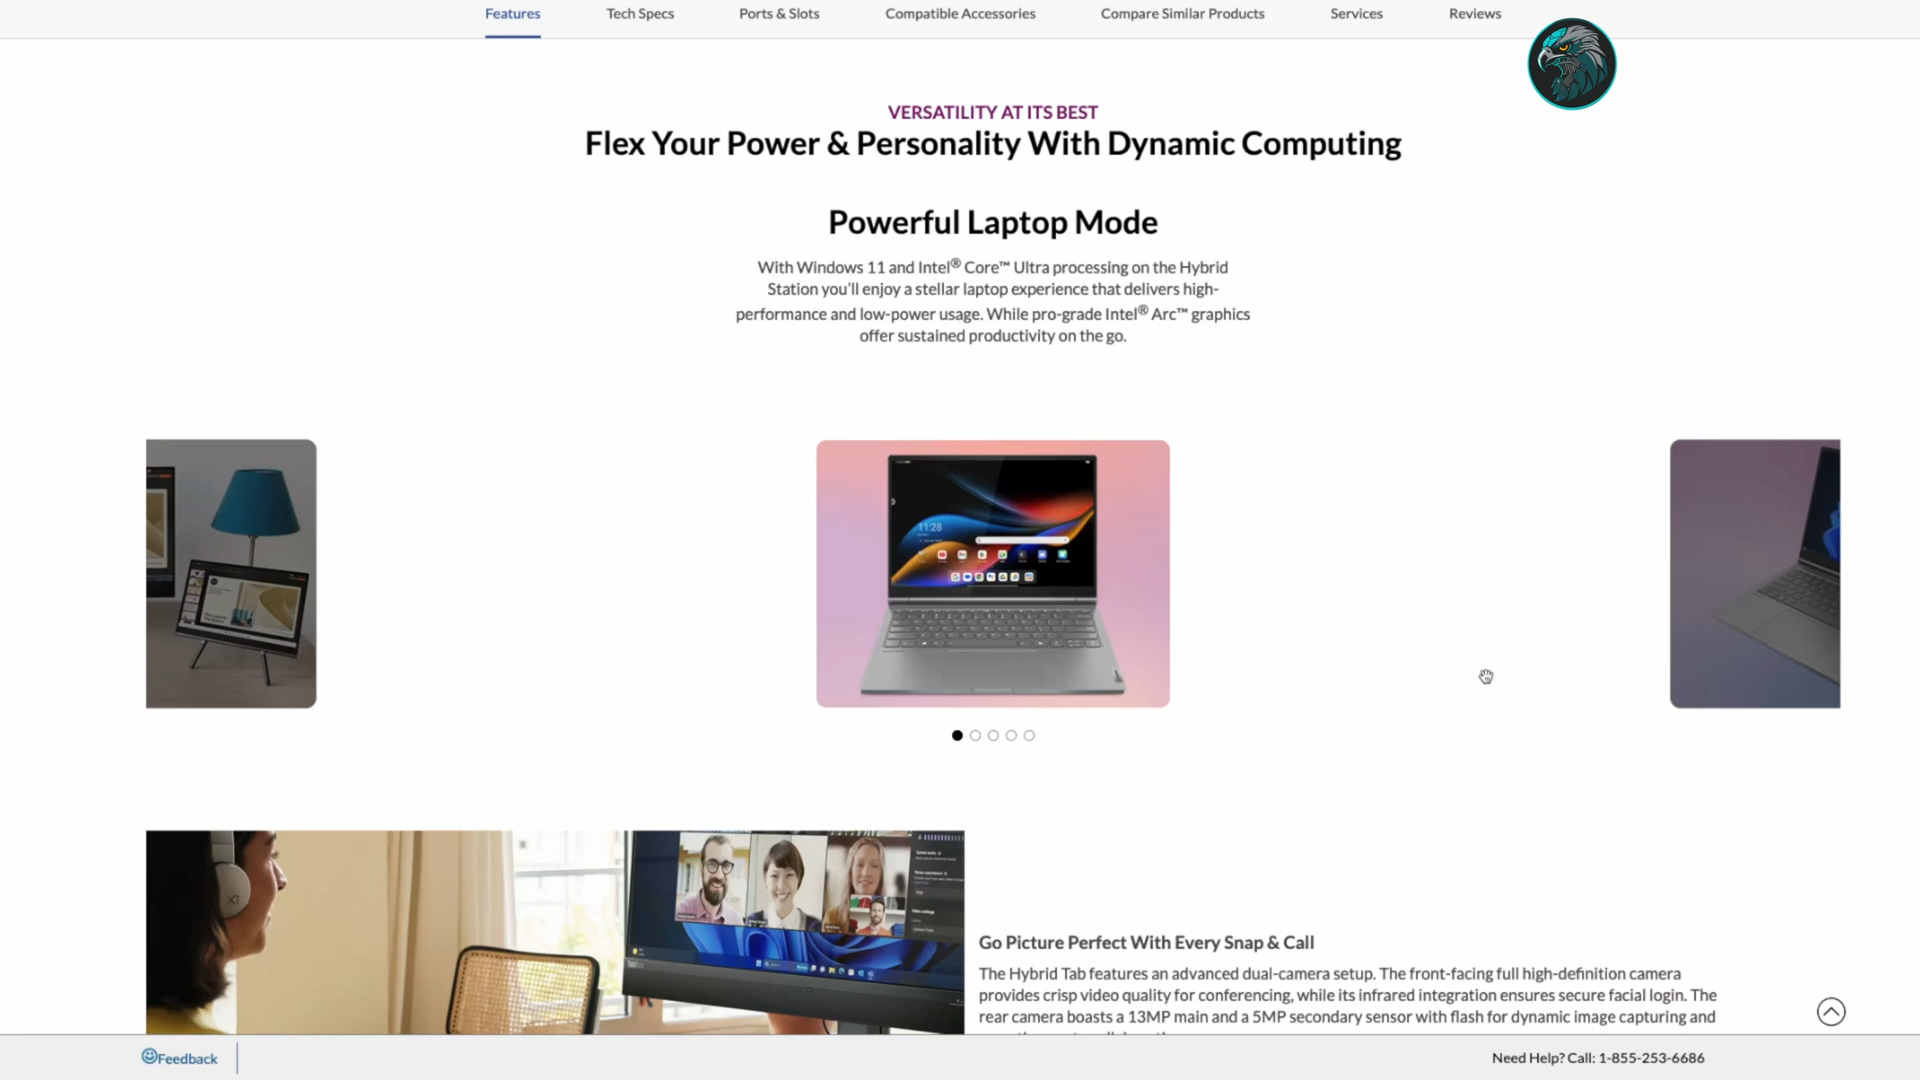 Features Tech Specs Ports & Slots Compatible Accessories Compare Similar Products Services Reviews
VERSATILITY AT ITS BEST
Flex Your Power & Personality With Dynamic Computing
Powerful Laptop Mode
With Windows 11 and Intel® Core™ Ultra processing on the Hybrid
Station you'll enjoy a stellar laptop experience that delivers high-
performance and low-power usage. While pro-grade Intel® Arc™ graphics
offer sustained productivity on the go.
11:28
X1
Go Picture Perfect With Every Snap & Call
The Hybrid Tab features an advanced dual-camera setup. The front-facing full high-definition camera
provides crisp video quality for conferencing, while its infrared integration ensures secure facial login. The
rear camera boasts a 13MP main and a 5MP secondary sensor with flash for dynamic image capturing and
Feedback
Need Help? Call: 1-855-253-6686